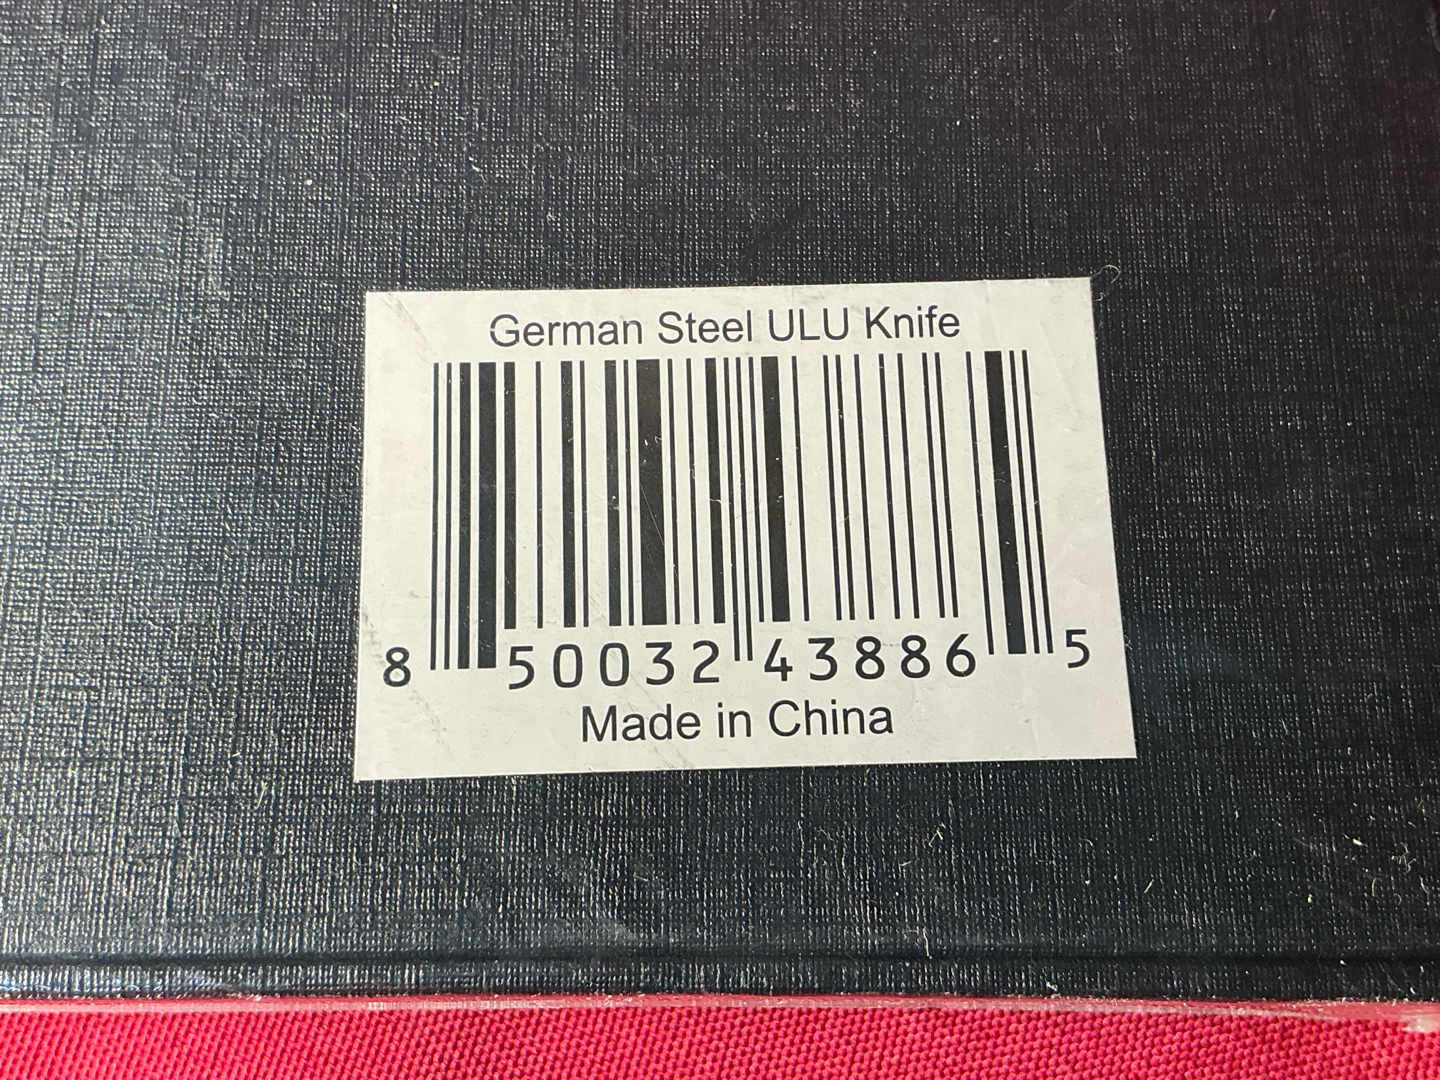 German Steel ULU Knife
8 50032 43886 5
Made in China